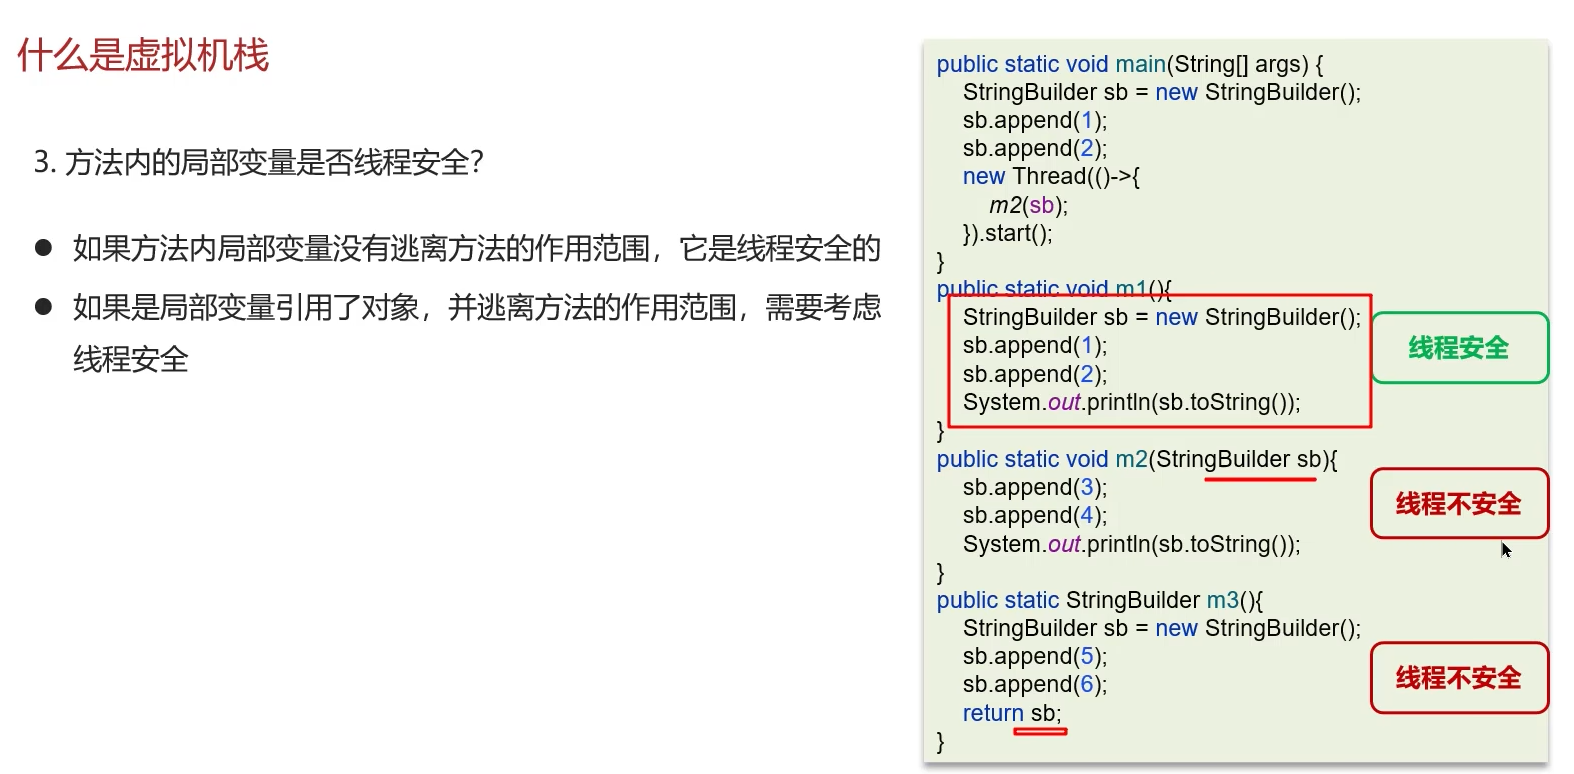 什么是虚拟机栈
3. 方法内的局部变量是否线程安全？
● 如果方法内局部变量没有逃离方法的作用范围，它是线程安全的
● 如果是局部变量引用了对象，并逃离方法的作用范围，需要考虑
线程安全
public static void main(String[] args) {
StringBuilder sb = new StringBuilder();
sb.append(1);
sb.append(2);
new Thread(()->{
m2(sb);
}).start();
}
public static void m1(){
StringBuilder sb = new StringBuilder();
sb.append(1);
sb.append(2);
System.out.println(sb.toString());
}
线程安全
public static void m2(StringBuilder sb){
sb.append(3);
sb.append(4);
System.out.println(sb.toString());
}
线程不安全
public static StringBuilder m3(){
StringBuilder sb = new StringBuilder();
sb.append(5);
sb.append(6);
return sb;
}
线程不安全